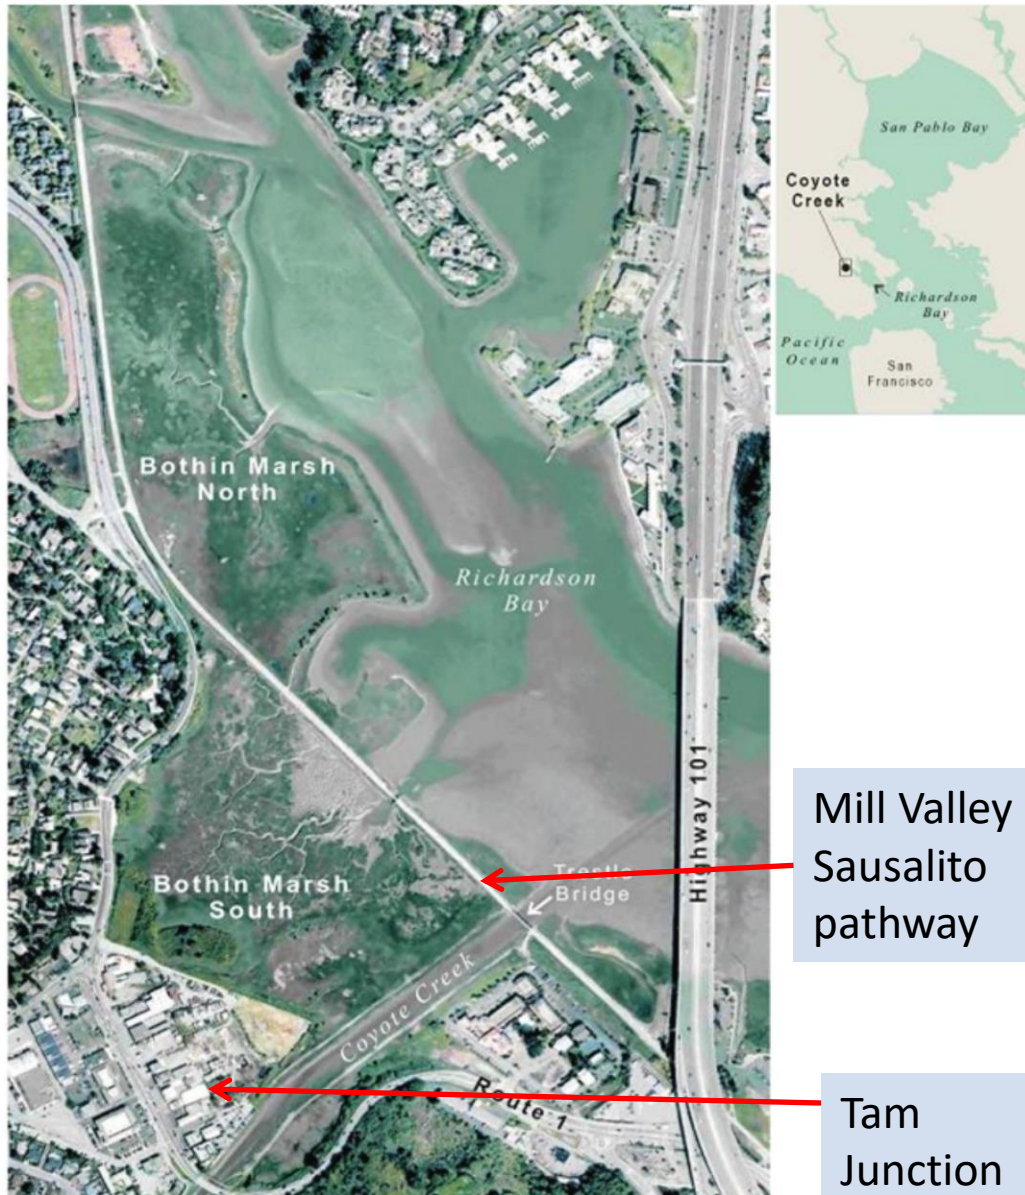 San Pablo Bay
Coyote
Creek
Richardson
Bay
Pacific
Ocean
San
Francisco
Bothin Marsh
North
Richardson
Bay
Highway 101
Mill Valley
Sausalito
pathway
Trestle
Bridge
Bothin Marsh
South
Coyote Creek
Route 1
Tam
Junction